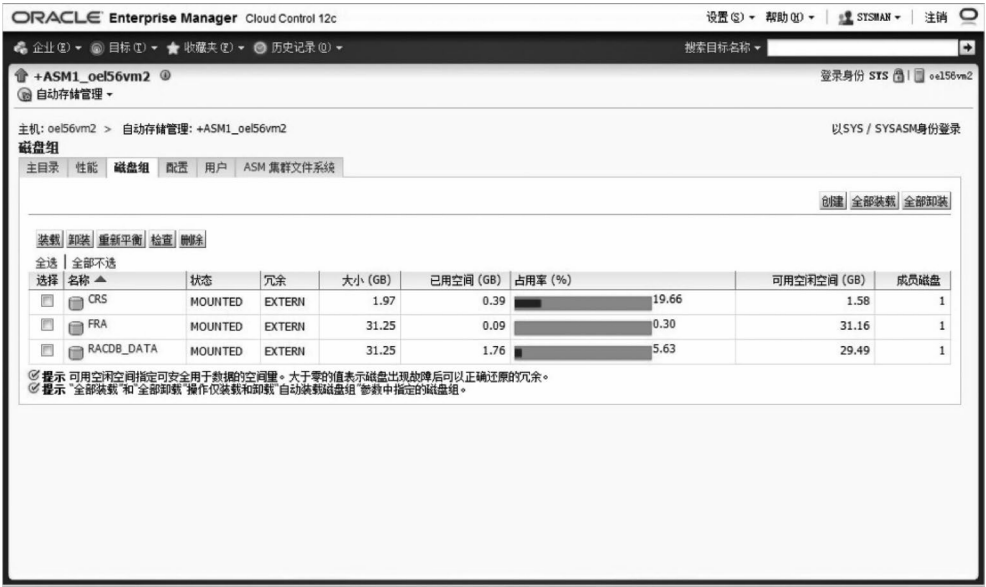 ORACLE Enterprise Manager Cloud Control 12c 设置(S) 帮助(H) SYSMAN 注销
企业(E) 目标(T) 收藏夹(F) 历史记录(O) 搜索目标名称
+ASM1_oel56vm2 登录身份 SYS oel56vm2
自动存储管理
主机: oel56vm2 > 自动存储管理: +ASM1_oel56vm2 以SYS / SYSASM身份登录
磁盘组
主目录 性能 磁盘组 配置 用户 ASM 集群文件系统
创建 全部装载 全部卸装
装载 卸装 重新平衡 检查 删除
全选 | 全部不选
选择 名称 状态 冗余 大小 (GB) 已用空间 (GB) 占用率 (%) 可用空闲空间 (GB) 成员磁盘
CRS MOUNTED EXTERN 1.97 0.39 19.66 1.58 1
FRA MOUNTED EXTERN 31.25 0.09 0.30 31.16 1
RACDB_DATA MOUNTED EXTERN 31.25 1.76 5.63 29.49 1
提示 可用空闲空间指定可安全用于数据的空间量。大于零的值表示磁盘出现故障后可以正确还原的冗余。
提示 "全部装载"和"全部卸载"操作仅装载和卸载"自动装载磁盘组"参数中指定的磁盘组。